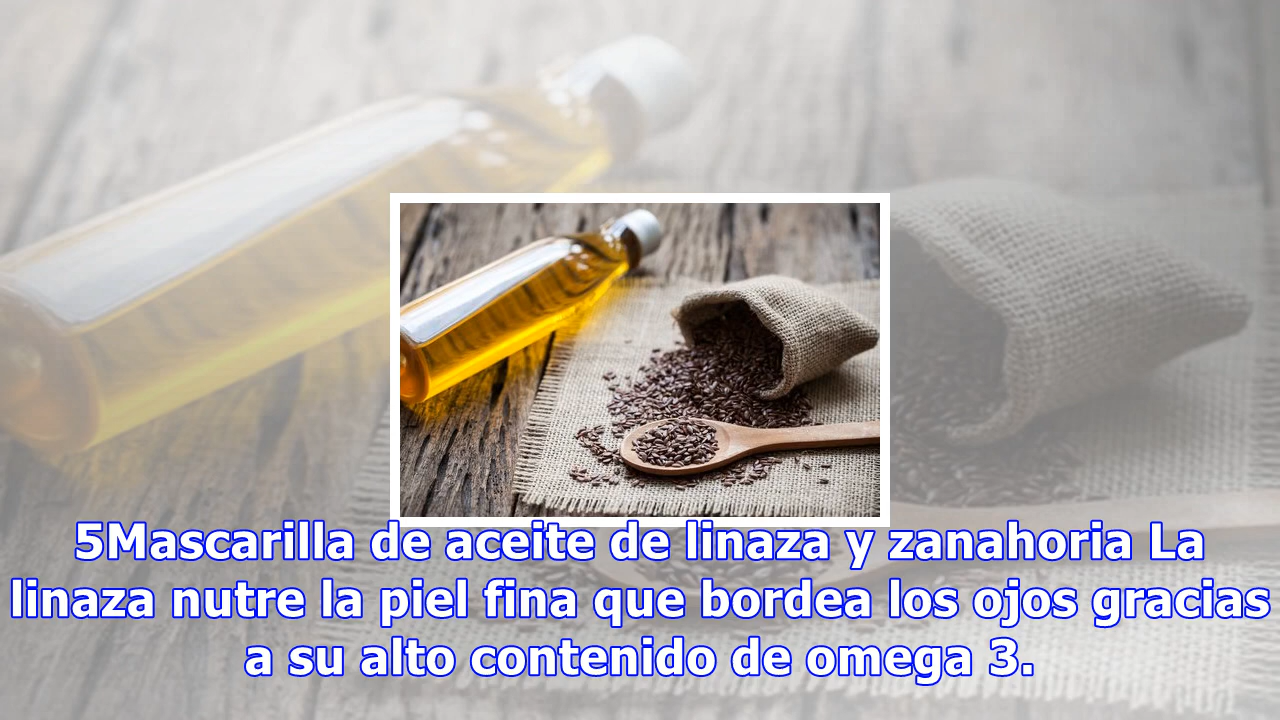 5Mascarilla de aceite de linaza y zanahoria La
linaza nutre la piel fina que bordea los ojos gracias
a su alto contenido de omega 3.